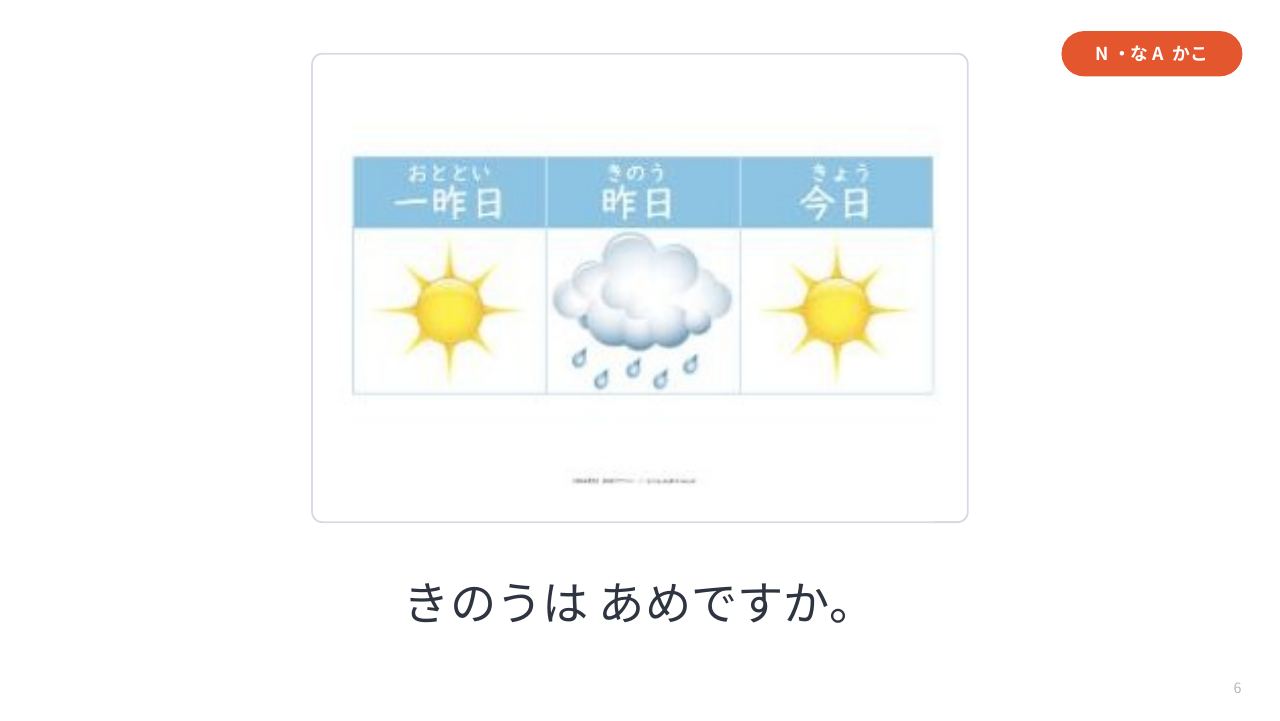 N・なA かこ
おととい きのう きょう
一昨日 昨日 今日
きのうは あめですか。
6